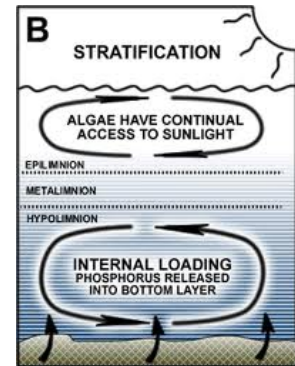 B
STRATIFICATION
ALGAE HAVE CONTINUAL
ACCESS TO SUNLIGHT
EPILIMNION
METALIMNION
HYPOLIMNION
INTERNAL LOADING
PHOSPHORUS RELEASED
INTO BOTTOM LAYER